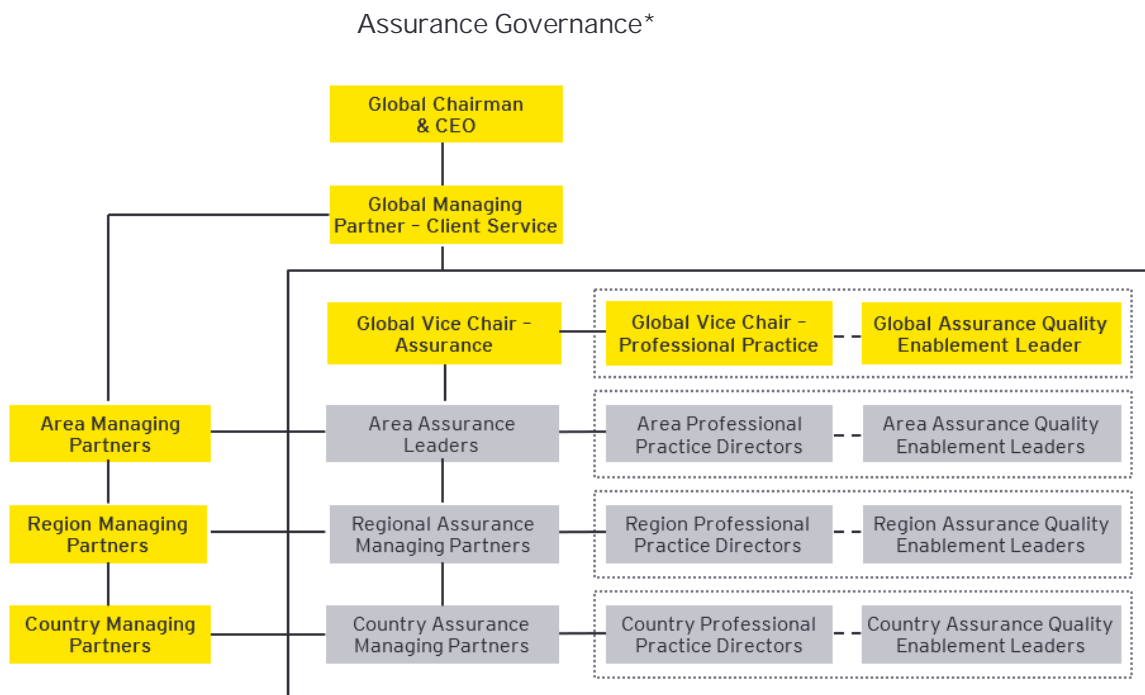 Assurance Governance*
Global Chairman
& CEO
Global Managing
Partner – Client Service
Global Vice Chair –
Assurance
Global Vice Chair –
Professional Practice
Global Assurance Quality
Enablement Leader
Area Managing
Partners
Area Assurance
Leaders
Area Professional
Practice Directors
Area Assurance Quality
Enablement Leaders
Region Managing
Partners
Regional Assurance
Managing Partners
Region Professional
Practice Directors
Region Assurance Quality
Enablement Leaders
Country Managing
Partners
Country Assurance
Managing Partners
Country Professional
Practice Directors
Country Assurance Quality
Enablement Leaders